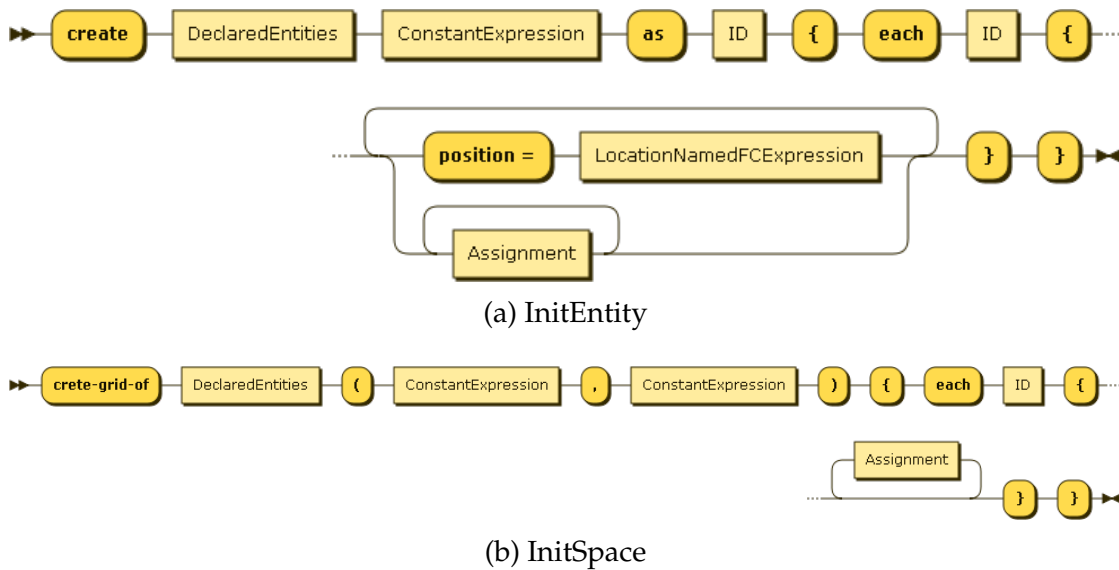 create DeclaredEntities ConstantExpression as ID { each ID {
position = LocationNamedFCExpression } }
Assignment
(a) InitEntity
crete-grid-of DeclaredEntities ( ConstantExpression , ConstantExpression ) { each ID {
Assignment
} }
(b) InitSpace